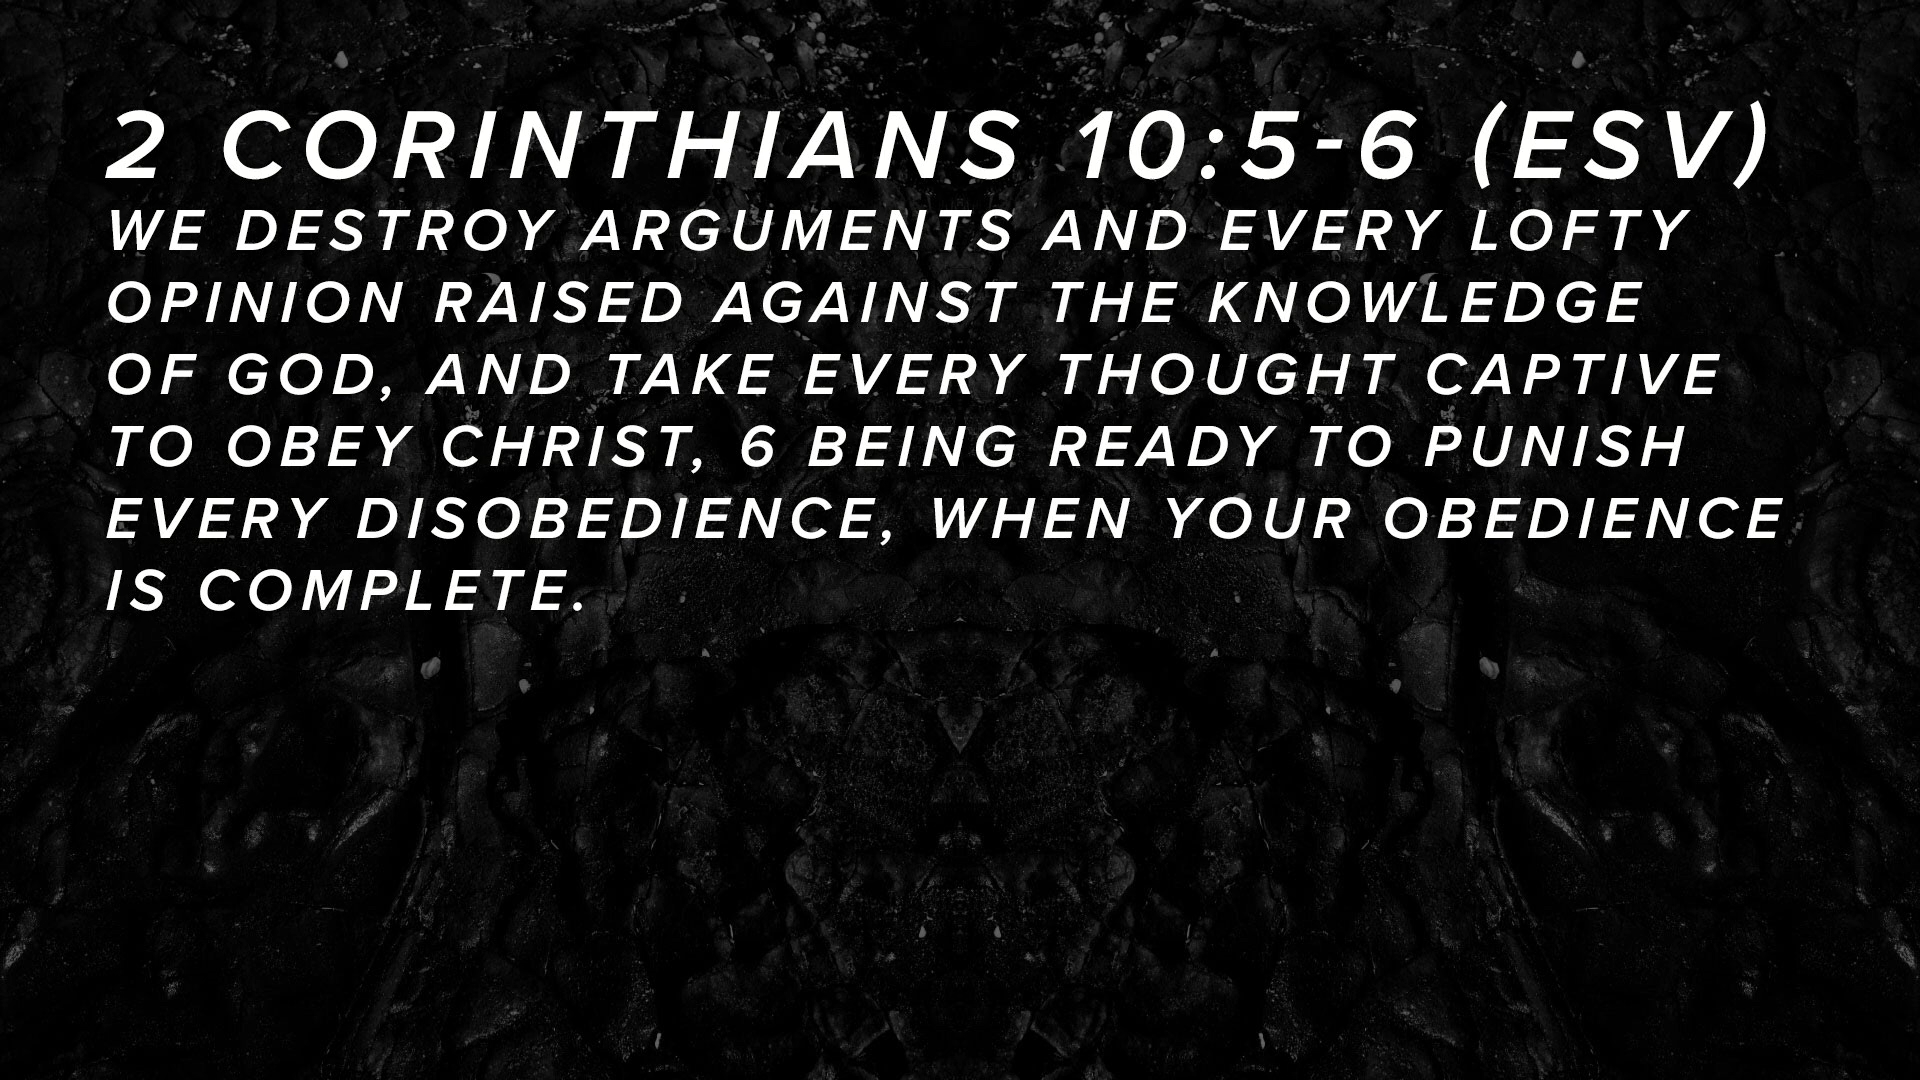 2 CORINTHIANS 10:5-6 (ESV)
WE DESTROY ARGUMENTS AND EVERY LOFTY
OPINION RAISED AGAINST THE KNOWLEDGE
OF GOD, AND TAKE EVERY THOUGHT CAPTIVE
TO OBEY CHRIST, 6 BEING READY TO PUNISH
EVERY DISOBEDIENCE, WHEN YOUR OBEDIENCE
IS COMPLETE.